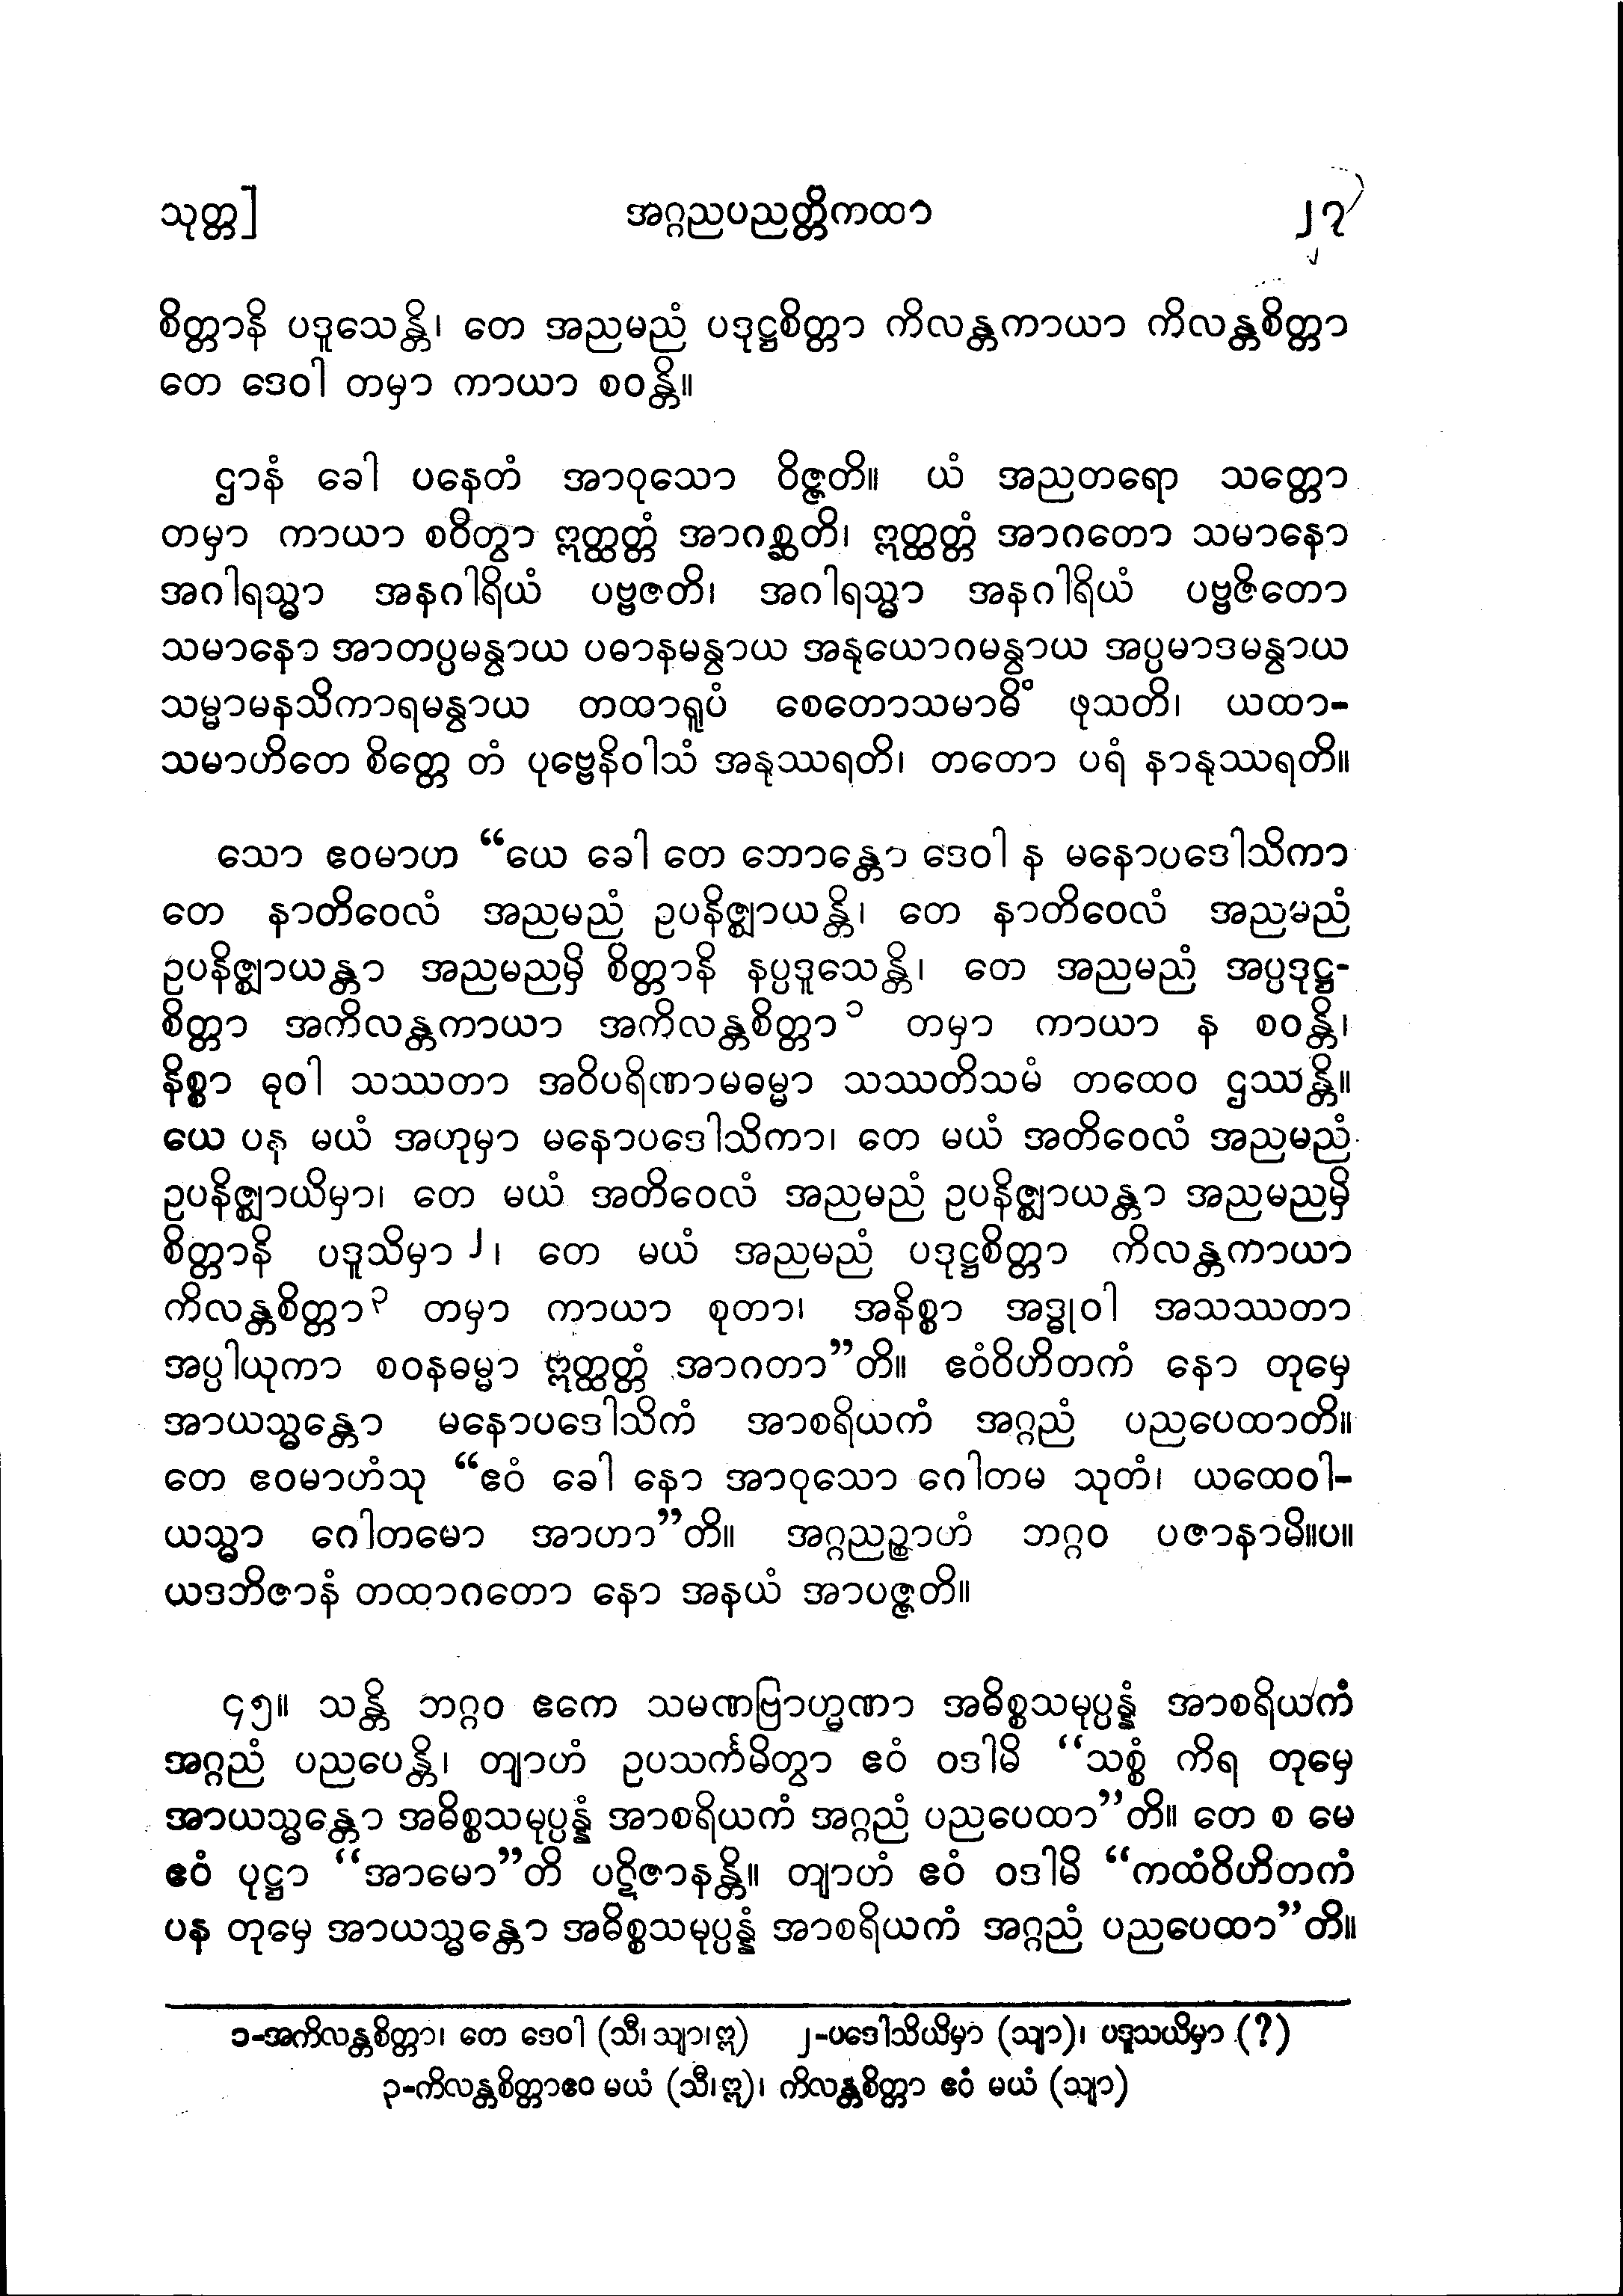 သုတ္တ]
အဂ္ဂညပညတ္တိကထာ
၂၇
စိတ္တာနိ ပဒူသေန္တိ၊ တေ အညမညံ ပဒုဋ္ဌစိတ္တာ ကိလန္တကာယာ ကိလန္တစိတ္တာ
တေ ဒေဝါ တမှာ ကာယာ စဝန္တိ။
ဌာနံ ခေါ ပနေတံ အာဝုသော ဝိဇ္ဇတိ။ ယံ အညတရော သတ္တော
တမှာ ကာယာ စဝိတွာ ဣတ္ထတ္တံ အာဂစ္ဆတိ၊ ဣတ္ထတ္တံ အာဂတော သမာနော
အဂါရသ္မာ အနဂါရိယံ ပဗ္ဗဇတိ၊ အဂါရသ္မာ အနဂါရိယံ ပဗ္ဗဇိတော
သမာနော အာတပ္ပမန္ဝာယ ပဓာနမန္ဝာယ အနုယောဂမန္ဝာယ အပ္ပမာဒမန္ဝာယ
သမ္မာမနသိကာရမန္ဝာယ တထာရူပံ စေတောသမာဓိံ ဖုသတိ၊ ယထာ-
သမာဟိတေ စိတ္တေ တံ ပုဗ္ဗေနိဝါသံ အနုဿရတိ၊ တတော ပရံ နာနုဿရတိ။
သော ဧဝမာဟ “ယေ ခေါ တေ ဘောန္တော ဒေဝါ န မနောပဒေါသိကာ
တေ နာတိဝေလံ အညမညံ ဥပနိဇ္ဈာယန္တိ၊ တေ နာတိဝေလံ အညမညံ
ဥပနိဇ္ဈာယန္တာ အညမညမှိ စိတ္တာနိ နပ္ပဒူသေန္တိ၊ တေ အညမညံ အပ္ပဒုဋ္ဌ-
စိတ္တာ အကိလန္တကာယာ အကိလန္တစိတ္တာ ၁ တမှာ ကာယာ န စဝန္တိ၊
နိစ္စာ ဓုဝါ သဿတာ အဝိပရိဏာမဓမ္မာ သဿတိသမံ တထေဝ ဌဿန္တိ။
ယေ ပန မယံ အဟုမှာ မနောပဒေါသိကာ၊ တေ မယံ အတိဝေလံ အညမညံ
ဥပနိဇ္ဈာယိမှာ၊ တေ မယံ အတိဝေလံ အညမညံ ဥပနိဇ္ဈာယန္တာ အညမညမှိ
စိတ္တာနိ ပဒူသိမှာ ၂၊ တေ မယံ အညမညံ ပဒုဋ္ဌစိတ္တာ ကိလန္တကာယာ
ကိလန္တစိတ္တာ ၃ တမှာ ကာယာ စုတာ၊ အနိစ္စာ အဒ္ဓုဝါ အသဿတာ
အပ္ပါယုကာ စဝနဓမ္မာ ဣတ္ထတ္တံ အာဂတာ”တိ။ ဧဝံဝိဟိတကံ နော တုမှေ
အာယသ္မန္တော မနောပဒေါသိကံ အာစရိယကံ အဂ္ဂညံ ပညပေထာတိ။
တေ ဧဝမာဟံသု “ဧဝံ ခေါ နော အာဝုသော ဂေါတမ သုတံ၊ ယထေဝါ-
ယသ္မာ ဂေါတမော အာဟာ”တိ။ အဂ္ဂညဉ္စာဟံ ဘဂ္ဂဝ ပဇာနာမိ။ပ။
ယဒဘိဇာနံ တထာဂတော နော အနယံ အာပဇ္ဇတိ။
၄၅။ သန္တိ ဘဂ္ဂဝ ဧကေ သမဏဗြာဟ္မဏာ အဓိစ္စသမုပ္ပန္နံ အာစရိယကံ
အဂ္ဂညံ ပညပေန္တိ၊ တျာဟံ ဥပသင်္ကမိတွာ ဧဝံ ဝဒါမိ “သစ္စံ ကိရ တုမှေ
အာယသ္မန္တော အဓိစ္စသမုပ္ပန္နံ အာစရိယကံ အဂ္ဂညံ ပညပေထာ”တိ။ တေ စ မေ
ဧဝံ ပုဋ္ဌာ “အာမော”တိ ပဋိဇာနန္တိ။ တျာဟံ ဧဝံ ဝဒါမိ “ကထံဝိဟိတကံ
ပန တုမှေ အာယသ္မန္တော အဓိစ္စသမုပ္ပန္နံ အာစရိယကံ အဂ္ဂညံ ပညပေထာ”တိ။
၁-အကိလန္တစိတ္တာ၊ တေ ဒေဝါ (သီ၊သျာ၊ဣ) ၂-ပဒေါသိယိမှာ (သျာ)၊ ပဒူသယိမှာ (?)
၃-ကိလန္တစိတ္တာဧဝ မယံ (သီ၊ဣ)၊ ကိလန္တစိတ္တာ ဧဝံ မယံ (သျာ)